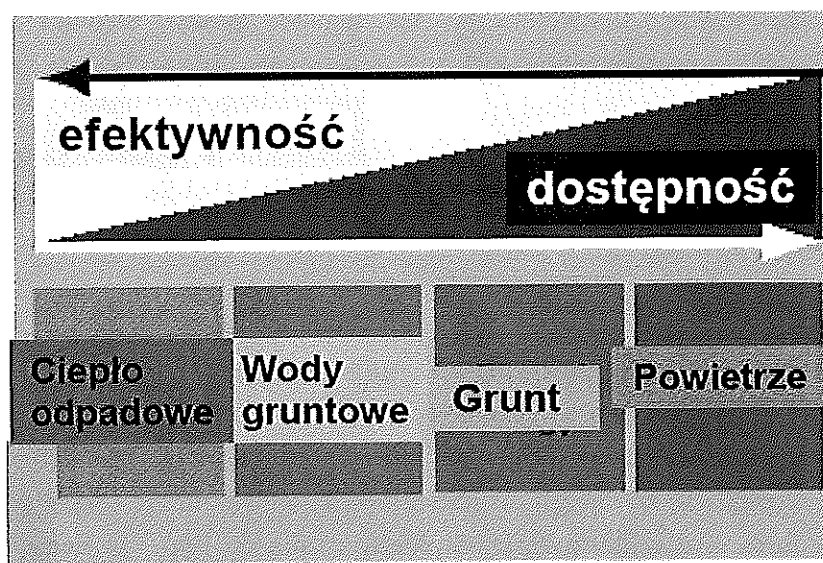 efektywność
dostępność
Ciepło
odpadowe
Wody
gruntowe
Grunt
Powietrze